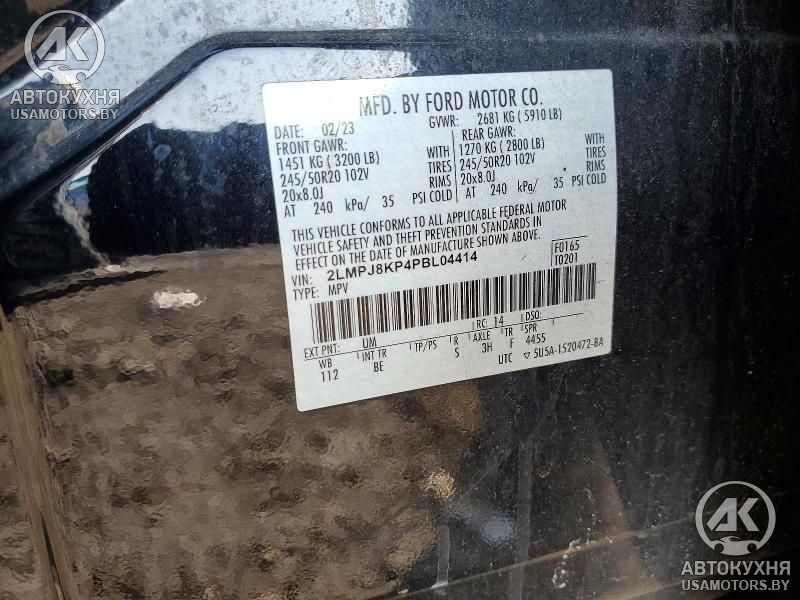 АК
АВТОКУХНЯ
USAMOTORS.BY
MFD. BY FORD MOTOR CO.
DATE: 02/23 GVWR: 2681 KG ( 5910 LB)
FRONT GAWR: REAR GAWR:
1451 KG ( 3200 LB) WITH 1270 KG ( 2800 LB) WITH
245/50R20 102V TIRES 245/50R20 102V TIRES
20x8.0J RIMS 20x8.0J RIMS
AT 240 kPa/ 35 PSI COLD AT 240 kPa/ 35 PSI COLD
THIS VEHICLE CONFORMS TO ALL APPLICABLE FEDERAL MOTOR
VEHICLE SAFETY AND THEFT PREVENTION STANDARDS IN
EFFECT ON THE DATE OF MANUFACTURE SHOWN ABOVE.
VIN: 2LMPJ8KP4PBL04414 F0165
TYPE: MPV T0201
EXT PNT: UM RC: 14 DSO:
WB INT TR TP/PS R AXLE TR SPR
112 BE S 3H F 4455
UTC ▽ 5U5A-1520472-BA
АК
АВТОКУХНЯ
USAMOTORS.BY